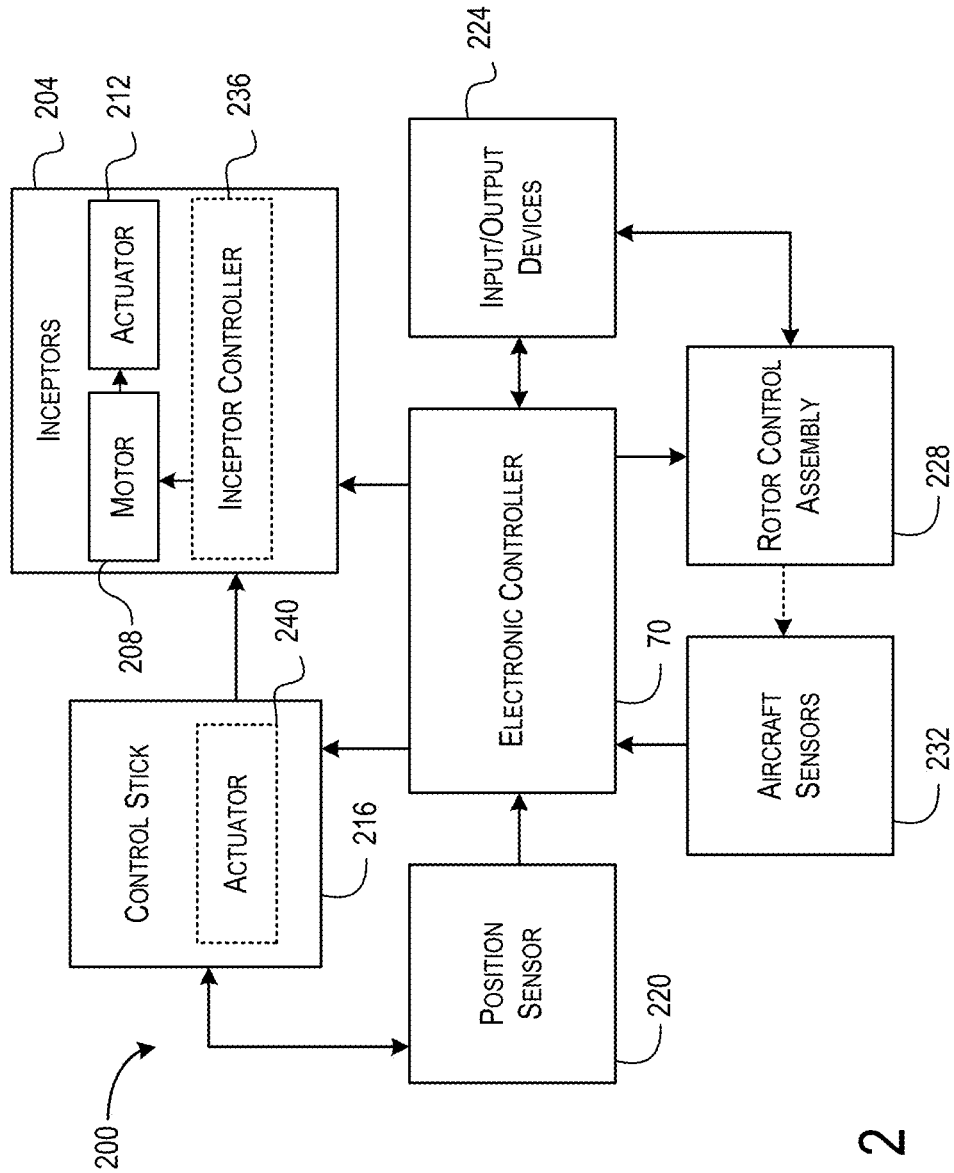 200
CONTROL STICK
ACTUATOR
240
216
INCEPTORS
204
MOTOR
208
ACTUATOR
212
INCEPTOR CONTROLLER
236
POSITION
SENSOR
220
ELECTRONIC CONTROLLER
70
INPUT/OUTPUT
DEVICES
224
AIRCRAFT
SENSORS
232
ROTOR CONTROL
ASSEMBLY
228
2